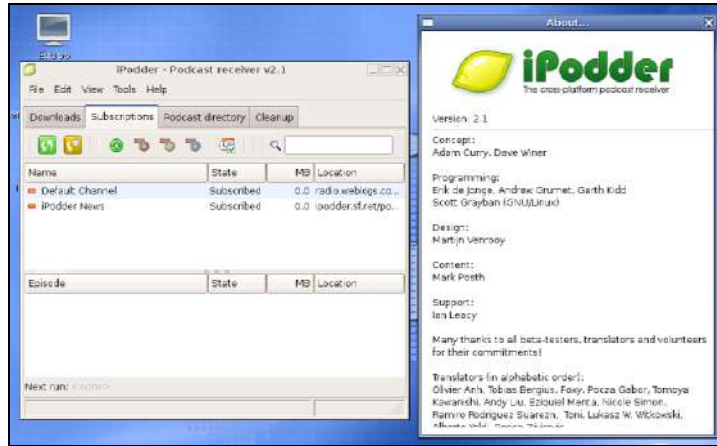 iPodder - Podcast receiver v2.1
File Edit View Tools Help
Downloads Subscriptions Podcast directory Cleanup
Name State MB Location
Default Channel Subscribed 0.0 radio.weblogs.co...
iPodder News Subscribed 0.0 ipodder.sf.net/po...
Episode State MB Location
Next run:
About...
iPodder
The cross-platform podcast receiver
Version: 2.1
Concept:
Adam Curry, Dave Winer
Programming:
Erik de Jonge, Andrew Grumet, Garth Kidd
Scott Grayban (GNU/Linux)
Design:
Martijn Venrooy
Content:
Mark Posth
Support:
Ian Leacy
Many thanks to all beta-testers, translators and volunteers
for their commitments!
Translators (in alphabetic order):
Olivier Anh, Tobias Bergius, Foxy, Pocza Gabor, Tomoya
Kawanishi, Andy Liu, Eziquiel Menta, Nicole Simon,
Ramiro Rodriguez Suarezn, Toni, Lukasz W. Witkowski,